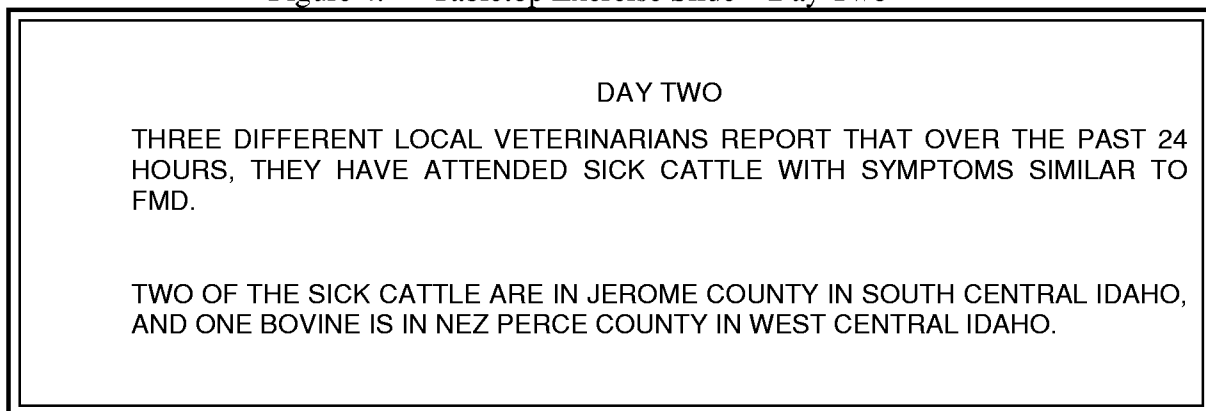 DAY TWO
THREE DIFFERENT LOCAL VETERINARIANS REPORT THAT OVER THE PAST 24
HOURS, THEY HAVE ATTENDED SICK CATTLE WITH SYMPTOMS SIMILAR TO
FMD.
TWO OF THE SICK CATTLE ARE IN JEROME COUNTY IN SOUTH CENTRAL IDAHO,
AND ONE BOVINE IS IN NEZ PERCE COUNTY IN WEST CENTRAL IDAHO.